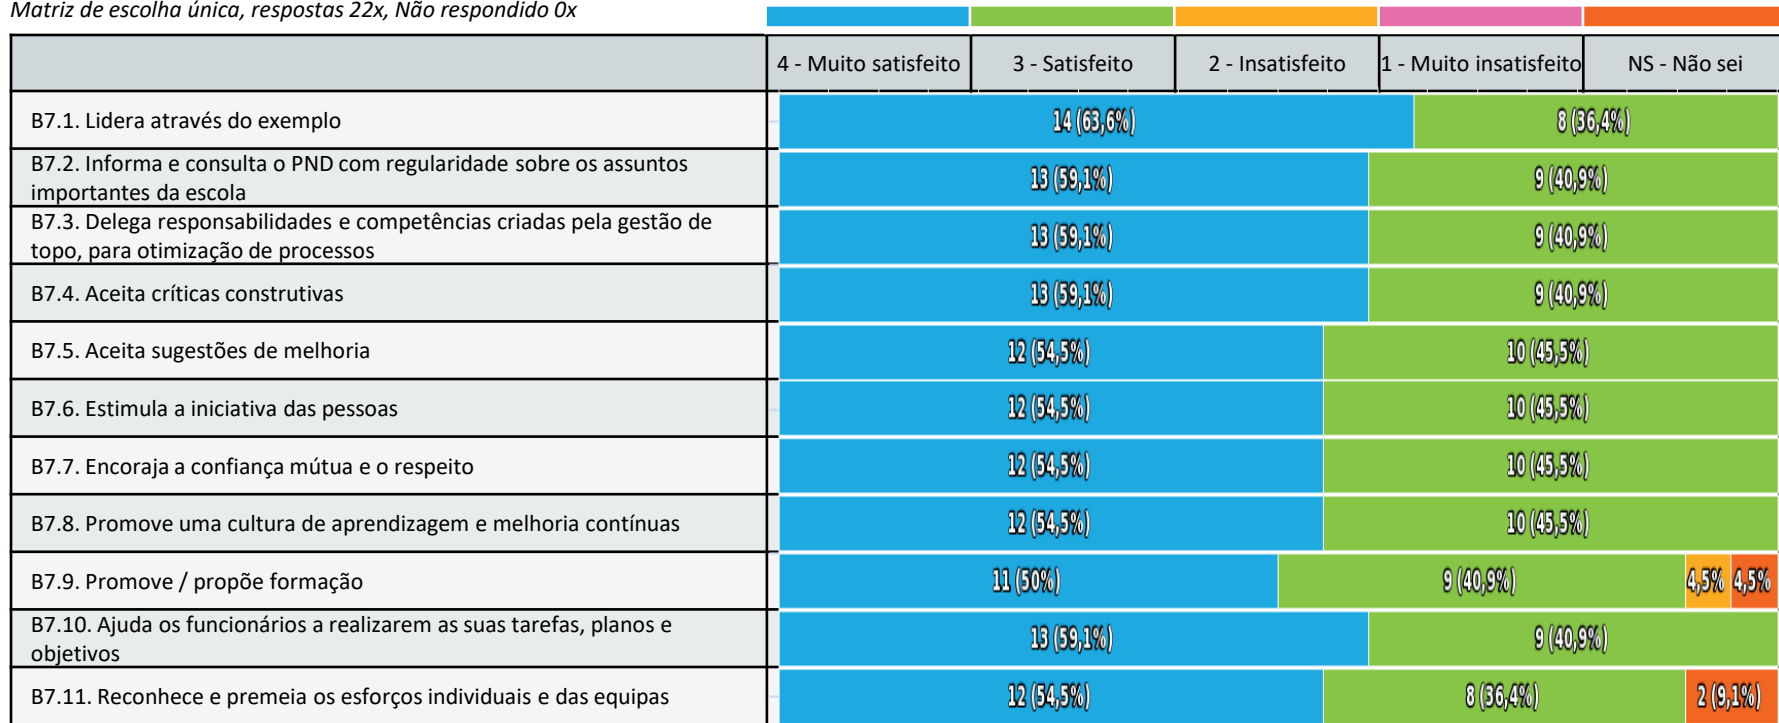 Matriz de escolha única, respostas 22x, Não respondido 0x
4 - Muito satisfeito 3 - Satisfeito 2 - Insatisfeito 1 - Muito insatisfeito NS - Não sei
B7.1. Lidera através do exemplo 14 (63,6%) 8 (36,4%)
B7.2. Informa e consulta o PND com regularidade sobre os assuntos
importantes da escola 13 (59,1%) 9 (40,9%)
B7.3. Delega responsabilidades e competências criadas pela gestão de
topo, para otimização de processos 13 (59,1%) 9 (40,9%)
B7.4. Aceita críticas construtivas 13 (59,1%) 9 (40,9%)
B7.5. Aceita sugestões de melhoria 12 (54,5%) 10 (45,5%)
B7.6. Estimula a iniciativa das pessoas 12 (54,5%) 10 (45,5%)
B7.7. Encoraja a confiança mútua e o respeito 12 (54,5%) 10 (45,5%)
B7.8. Promove uma cultura de aprendizagem e melhoria contínuas 12 (54,5%) 10 (45,5%)
B7.9. Promove / propõe formação 11 (50%) 9 (40,9%) 4,5% 4,5%
B7.10. Ajuda os funcionários a realizarem as suas tarefas, planos e
objetivos 13 (59,1%) 9 (40,9%)
B7.11. Reconhece e premeia os esforços individuais e das equipas 12 (54,5%) 8 (36,4%) 2 (9,1%)